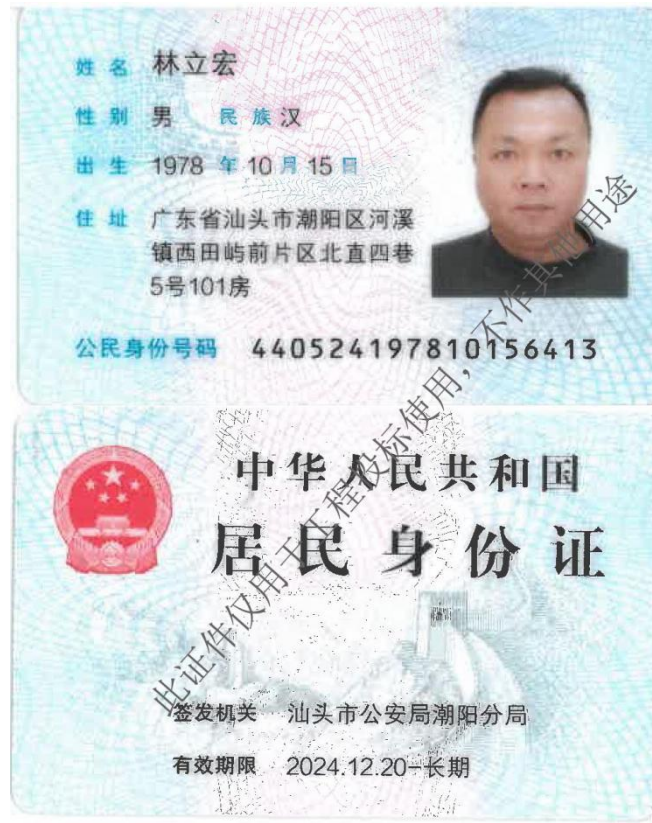 姓名 林立宏
性别 男 民族 汉
出生 1978 年 10 月 15 日
住址 广东省汕头市潮阳区河溪
镇西田屿前片区北直四巷
5号101房
公民身份号码 440524197810156413
中华人民共和国
居民身份证
签发机关 汕头市公安局潮阳分局
有效期限 2024.12.20-长期
此证件仅用于工程投标使用，不作其他用途